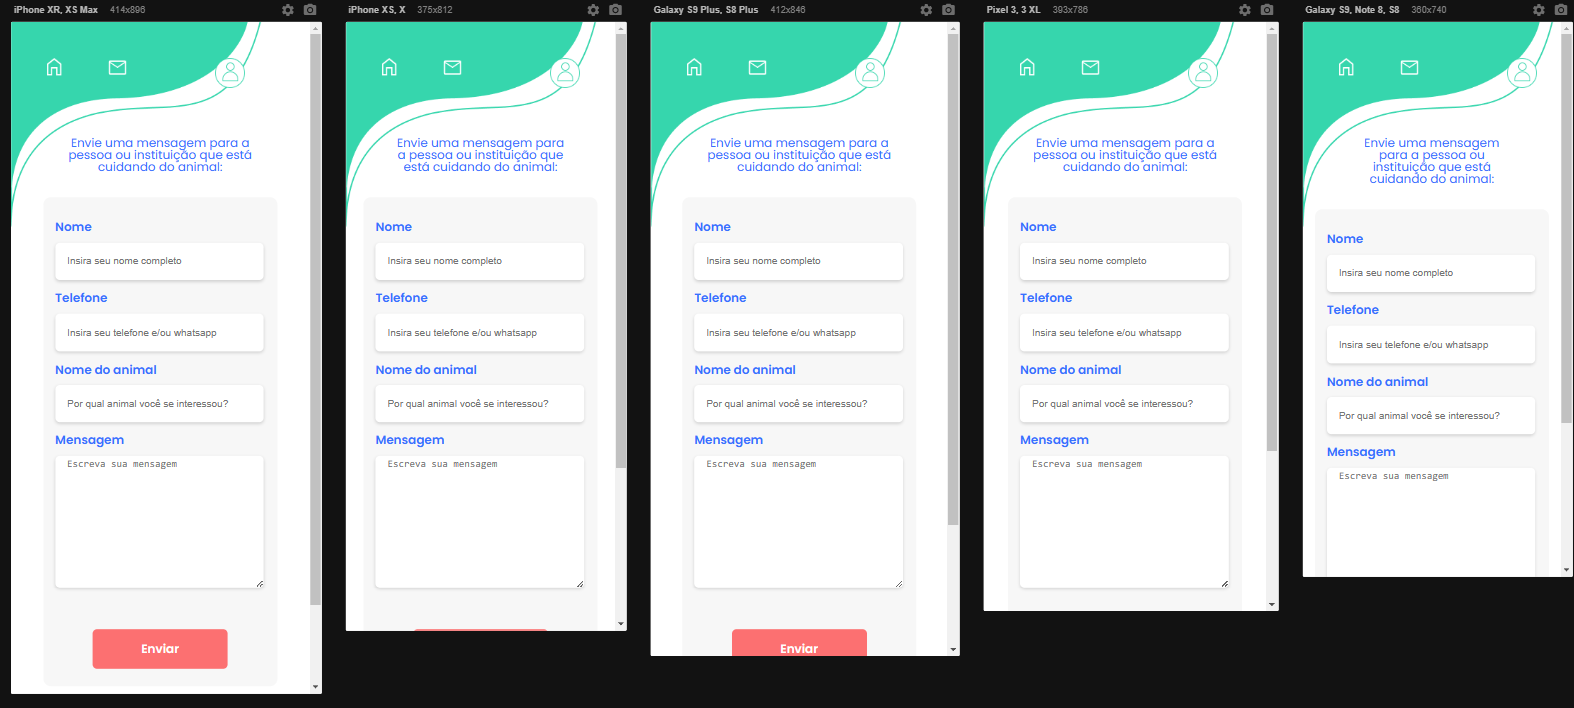 iPhone XR, XS Max 414x896
Envie uma mensagem para a
pessoa ou instituição que está
cuidando do animal:
Nome
Insira seu nome completo
Telefone
Insira seu telefone e/ou whatsapp
Nome do animal
Por qual animal você se interessou?
Mensagem
Escreva sua mensagem
Enviar
iPhone XS, X 375x812
Envie uma mensagem para
a pessoa ou instituição que
está cuidando do animal:
Nome
Insira seu nome completo
Telefone
Insira seu telefone e/ou whatsapp
Nome do animal
Por qual animal você se interessou?
Mensagem
Escreva sua mensagem
Galaxy S9 Plus, S8 Plus 412x846
Envie uma mensagem para a
pessoa ou instituição que está
cuidando do animal:
Nome
Insira seu nome completo
Telefone
Insira seu telefone e/ou whatsapp
Nome do animal
Por qual animal você se interessou?
Mensagem
Escreva sua mensagem
Enviar
Pixel 3, 3 XL 393x786
Envie uma mensagem para a
pessoa ou instituição que está
cuidando do animal:
Nome
Insira seu nome completo
Telefone
Insira seu telefone e/ou whatsapp
Nome do animal
Por qual animal você se interessou?
Mensagem
Escreva sua mensagem
Galaxy S9, Note 8, S8 360x740
Envie uma mensagem
para a pessoa ou
instituição que está
cuidando do animal:
Nome
Insira seu nome completo
Telefone
Insira seu telefone e/ou whatsapp
Nome do animal
Por qual animal você se interessou?
Mensagem
Escreva sua mensagem